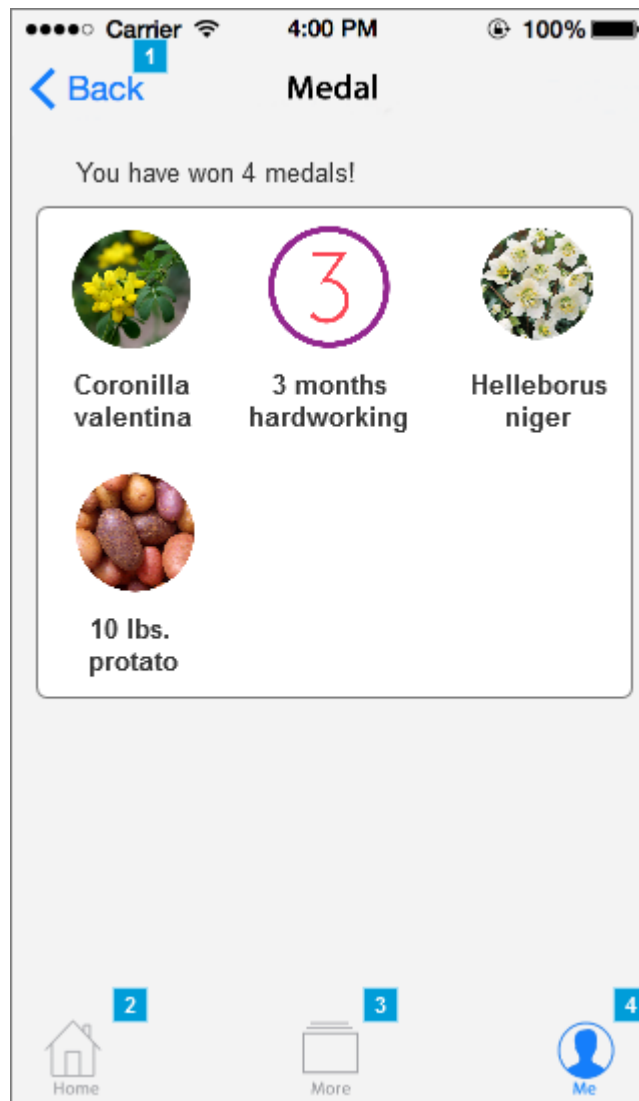 Carrier 4:00 PM 100%
1
Back Medal
You have won 4 medals!
3
Coronilla 3 months Helleborus
valentina hardworking niger
10 lbs.
protato
2 3 4
Home More Me